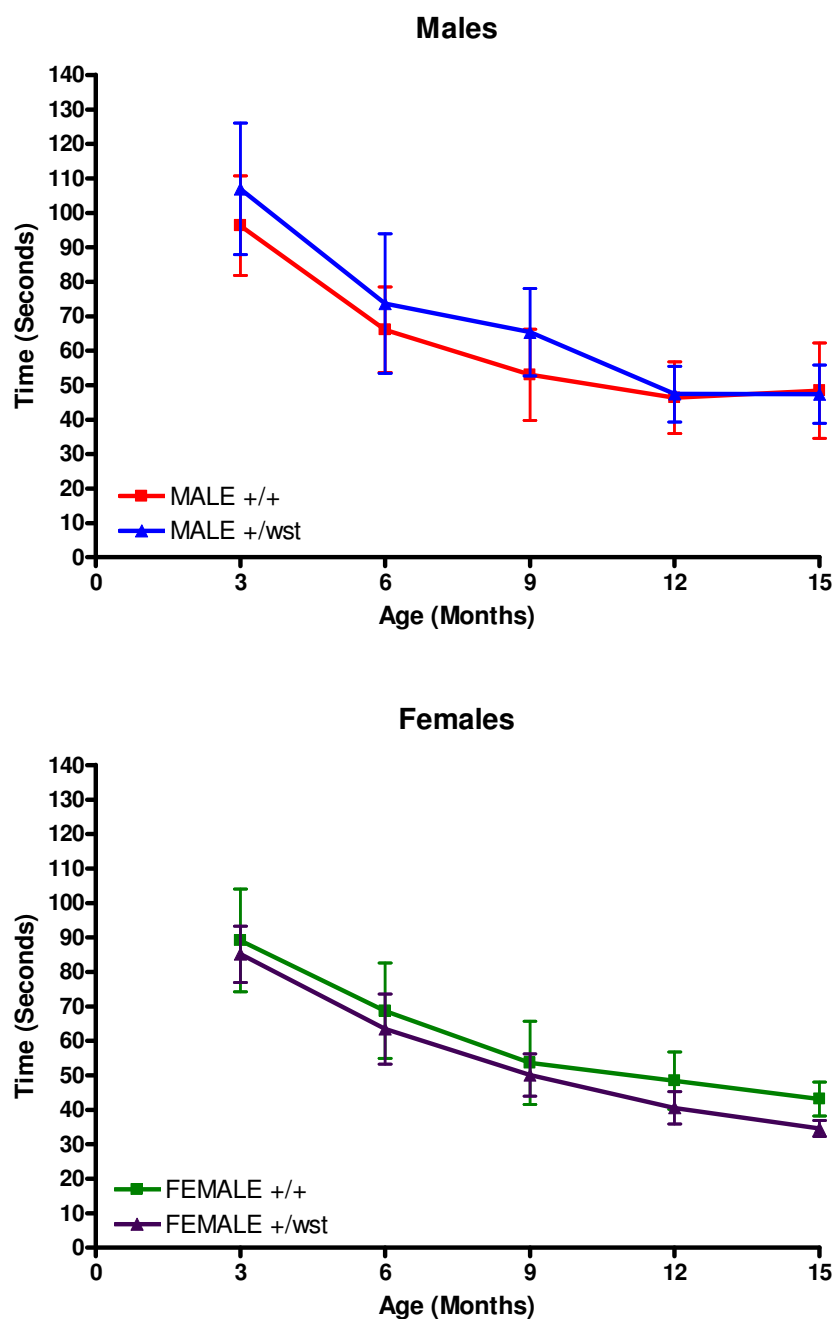 Males
140
130
120
110
100
90
80
70
60
50
40
30
20
10
0
Time (Seconds)
MALE +/+
MALE +/wst
0 3 6 9 12 15
Age (Months)
Females
140
130
120
110
100
90
80
70
60
50
40
30
20
10
0
Time (Seconds)
FEMALE +/+
FEMALE +/wst
0 3 6 9 12 15
Age (Months)